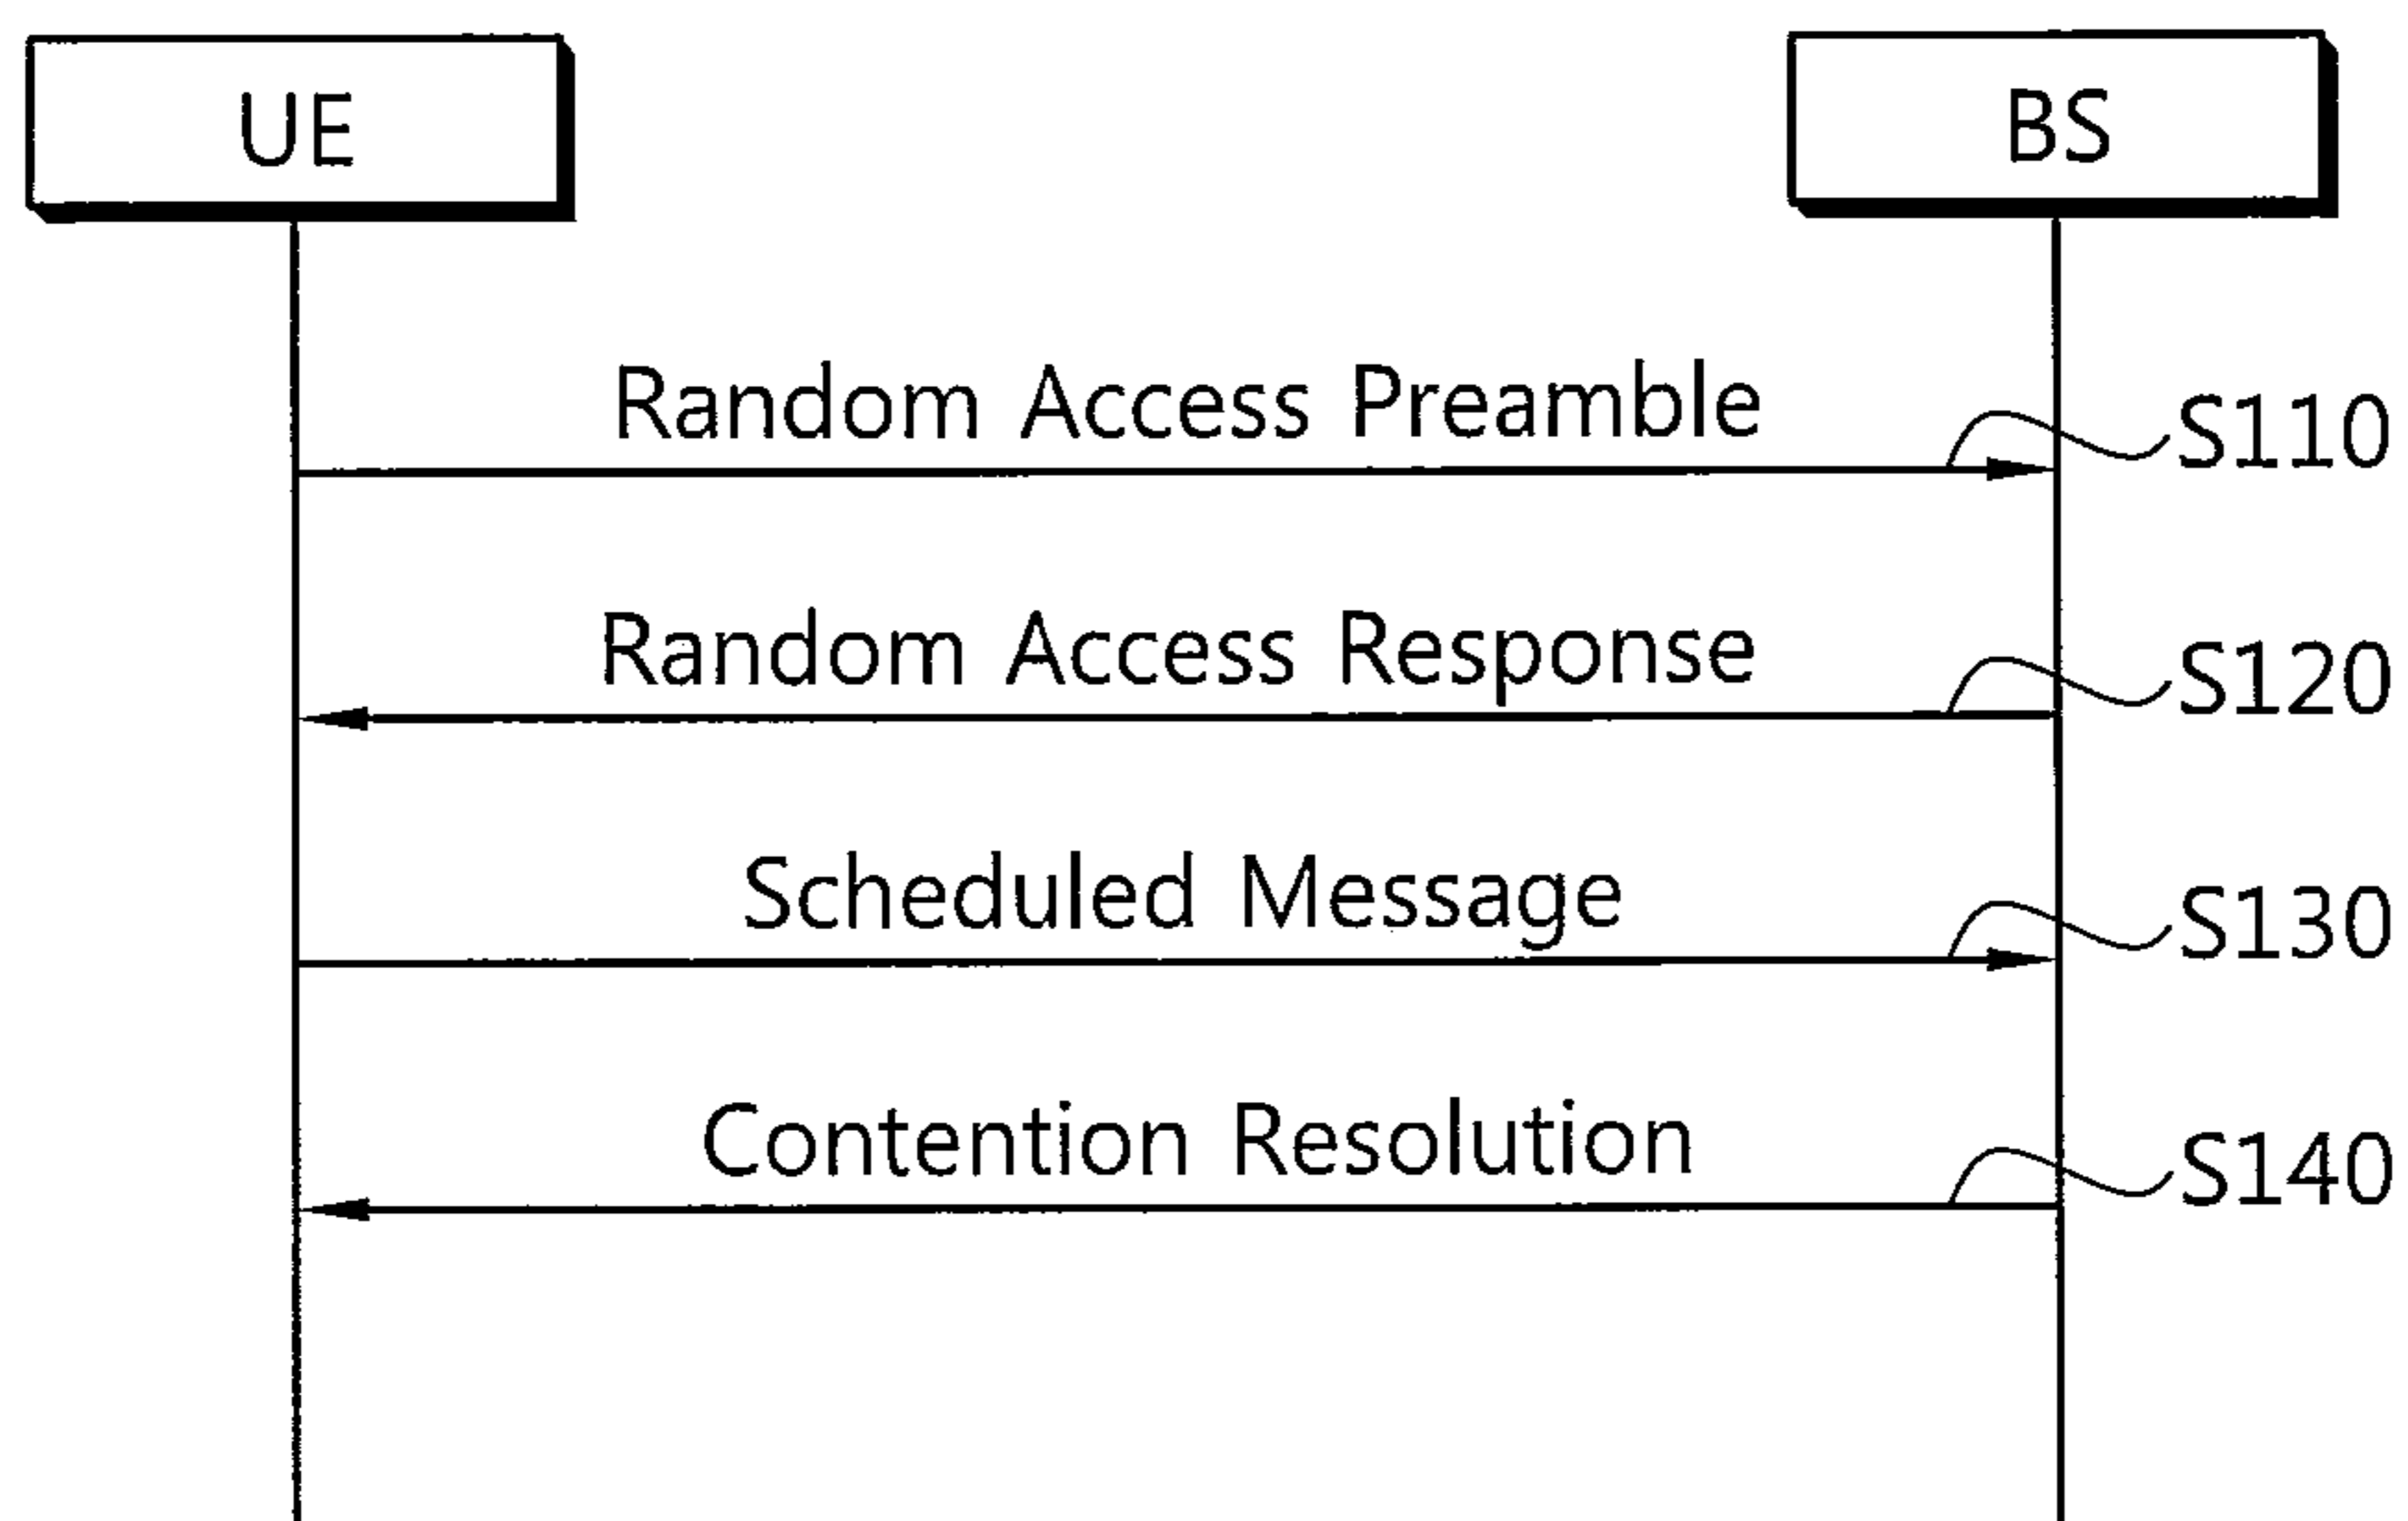 UE
BS
Random Access Preamble
S110
Random Access Response
S120
Scheduled Message
S130
Contention Resolution
S140